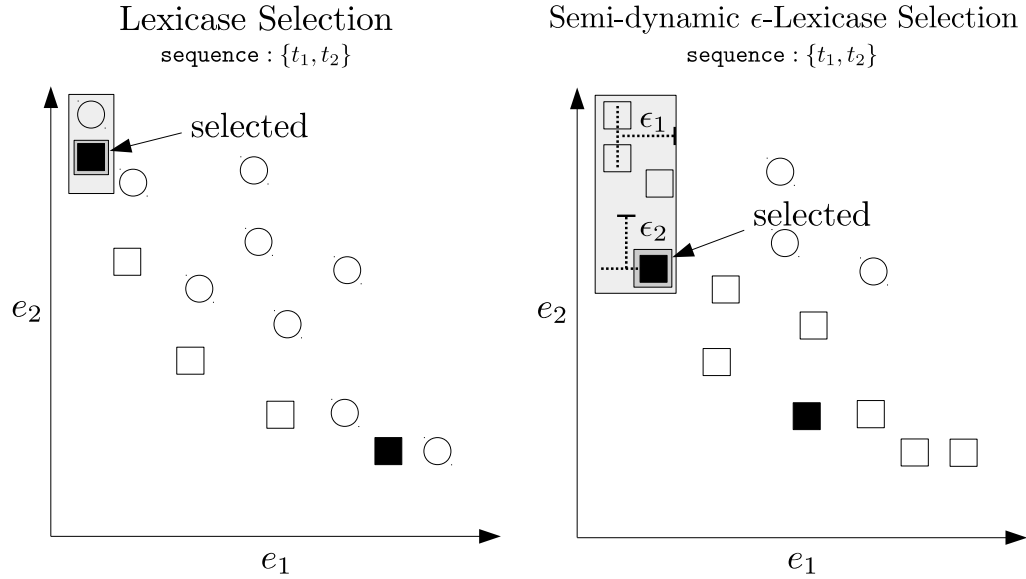 Lexicase Selection
sequence : {t₁, t₂}
selected
e₂
e₁
Semi-dynamic ϵ-Lexicase Selection
sequence : {t₁, t₂}
ϵ₁
selected
ϵ₂
e₂
e₁